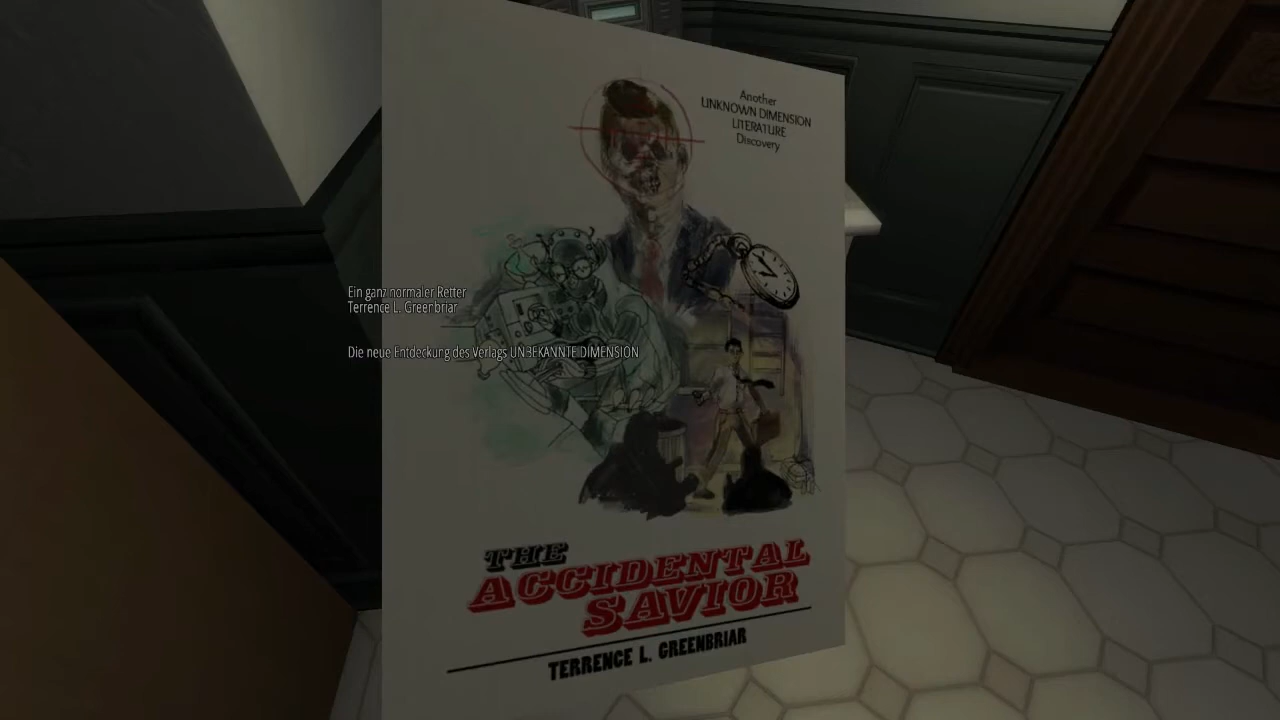 Another
UNKNOWN DIMENSION
LITERATURE
Discovery
Ein ganz normaler Retter
Terrence L. Greenbriar
Die neue Entdeckung des Verlags UNBEKANNTE DIMENSION
THE
ACCIDENTAL
SAVIOR
TERRENCE L. GREENBRIAR